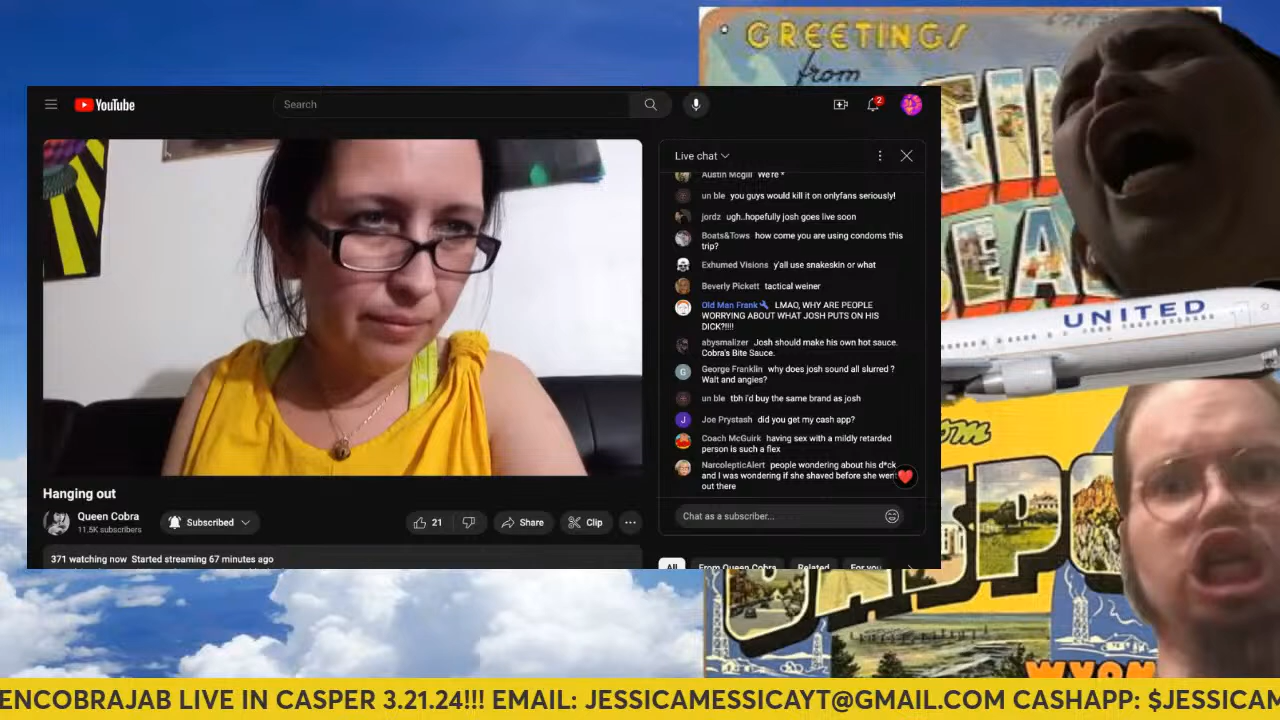 GREETINGS
from
YouTube
Search
2
Live chat
Austin Mcgill We're *
un ble you guys would kill it on onlyfans seriously!
jordz ugh..hopefully josh goes live soon
Boats&Tows how come you are using condoms this
trip?
Exhumed Visions y'all use snakeskin or what
Beverly Pickett tactical weiner
Old Man Frank LMAO, WHY ARE PEOPLE
WORRYING ABOUT WHAT JOSH PUTS ON HIS
DICK?!!!!
abysmalizer Josh should make his own hot sauce.
Cobra's Bite Sauce.
George Franklin why does josh sound all slurred ?
Walt and angies?
un ble tbh i'd buy the same brand as josh
Joe Prystash did you get my cash app?
Coach McGuirk having sex with a mildly retarded
person is such a flex
NarcolepticAlert people wondering about his d*ck
and I was wondering if she shaved before she went
out there
Chat as a subscriber...
UNITED
Hanging out
Queen Cobra
11.5K subscribers
Subscribed
21
Share
Clip
371 watching now Started streaming 67 minutes ago
All
From Queen Cobra
Related
For you
ENCOBRAJAB LIVE IN CASPER 3.21.24!!! EMAIL: JESSICAMESSICAYT@GMAIL.COM CASHAPP: $JESSICAM